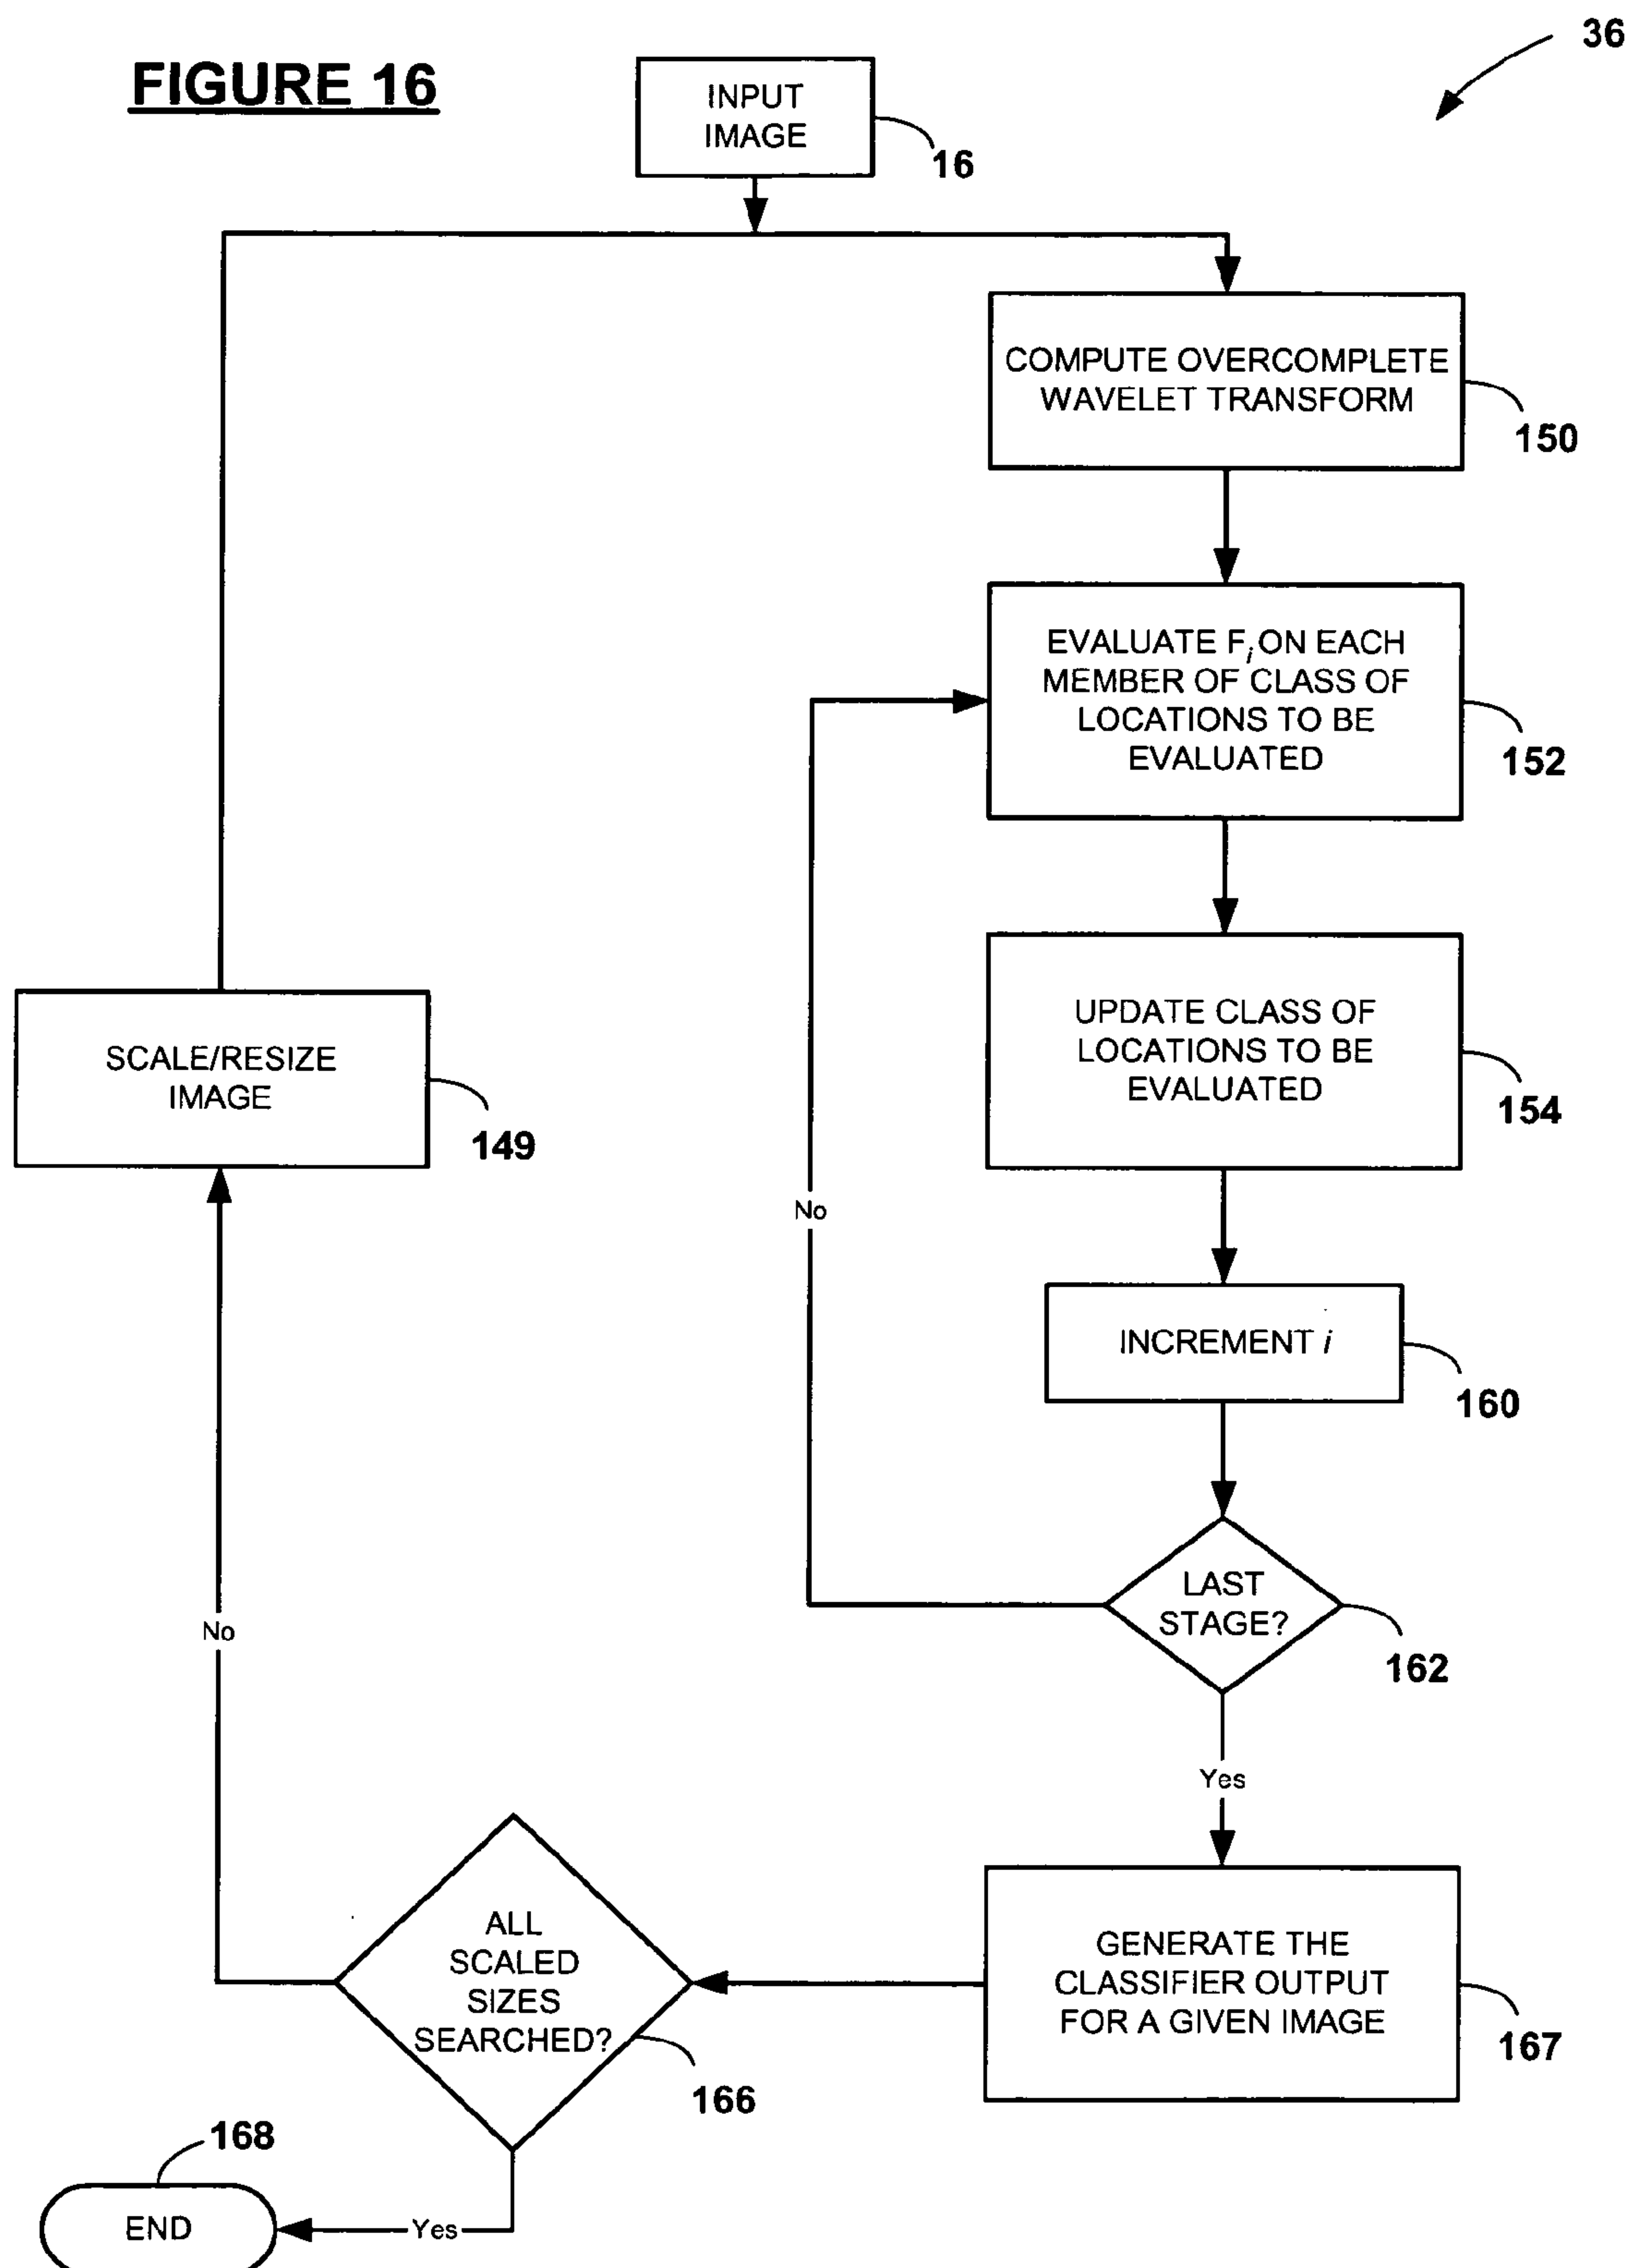 FIGURE 16
36
INPUT
IMAGE
16
COMPUTE OVERCOMPLETE
WAVELET TRANSFORM
150
EVALUATE Fi ON EACH
MEMBER OF CLASS OF
LOCATIONS TO BE
EVALUATED
152
UPDATE CLASS OF
LOCATIONS TO BE
EVALUATED
154
SCALE/RESIZE
IMAGE
149
No
INCREMENT i
160
LAST
STAGE?
162
No
Yes
GENERATE THE
CLASSIFIER OUTPUT
FOR A GIVEN IMAGE
167
ALL
SCALED
SIZES
SEARCHED?
166
168
END
Yes